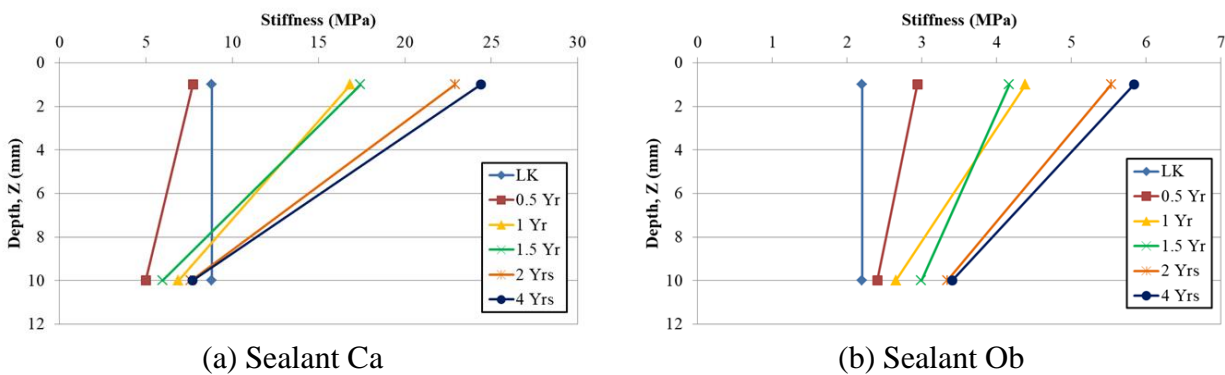 Stiffness (MPa)
0 5 10 15 20 25 30
0
2
4
6
8
10
12
Depth, Z (mm)
LK
0.5 Yr
1 Yr
1.5 Yr
2 Yrs
4 Yrs
(a) Sealant Ca
Stiffness (MPa)
0 1 2 3 4 5 6 7
0
2
4
6
8
10
12
Depth, Z (mm)
LK
0.5 Yr
1 Yr
1.5 Yr
2 Yrs
4 Yrs
(b) Sealant Ob